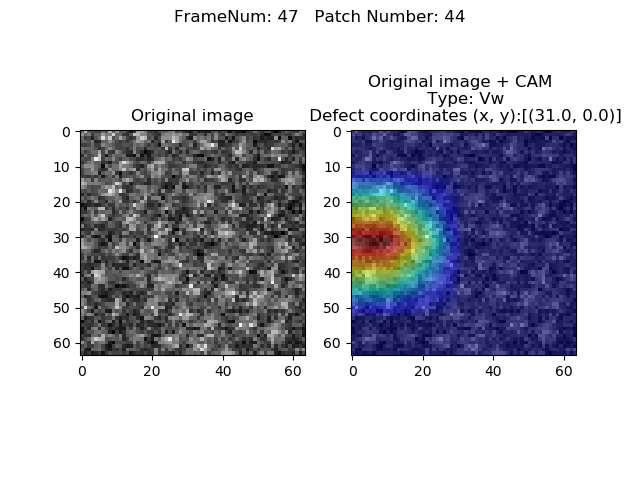 FrameNum: 47   Patch Number: 44
Original image
Original image + CAM
Type: Vw
Defect coordinates (x, y):[(31.0, 0.0)]
0
10
20
30
40
50
60
0 20 40 60
0
10
20
30
40
50
60
0 20 40 60